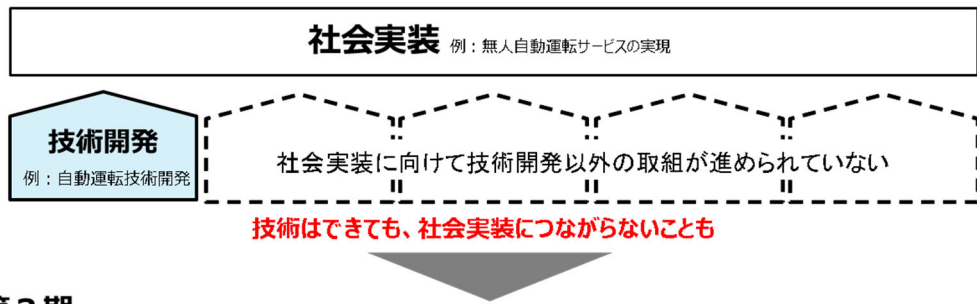 社会実装 例：無人自動運転サービスの実現
技術開発
例：自動運転技術開発
社会実装に向けて技術開発以外の取組が進められていない
技術はできても、社会実装につながらないことも